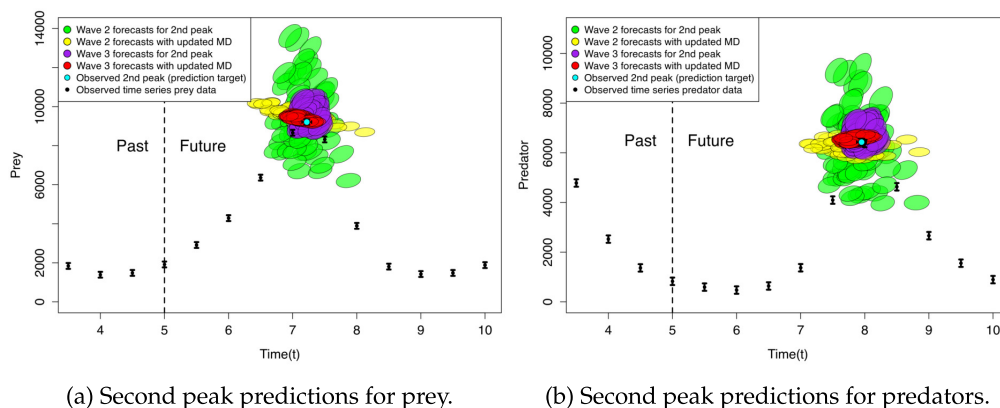 Wave 2 forecasts for 2nd peak
Wave 2 forecasts with updated MD
Wave 3 forecasts for 2nd peak
Wave 3 forecasts with updated MD
Observed 2nd peak (prediction target)
Observed time series prey data
Past
Future
Prey
0
2000
6000
10000
14000
4
5
6
7
8
9
10
Time(t)
(a) Second peak predictions for prey.
Wave 2 forecasts for 2nd peak
Wave 2 forecasts with updated MD
Wave 3 forecasts for 2nd peak
Wave 3 forecasts with updated MD
Observed 2nd peak (prediction target)
Observed time series predator data
Past
Future
Predator
0
2000
4000
6000
8000
10000
4
5
6
7
8
9
10
Time(t)
(b) Second peak predictions for predators.